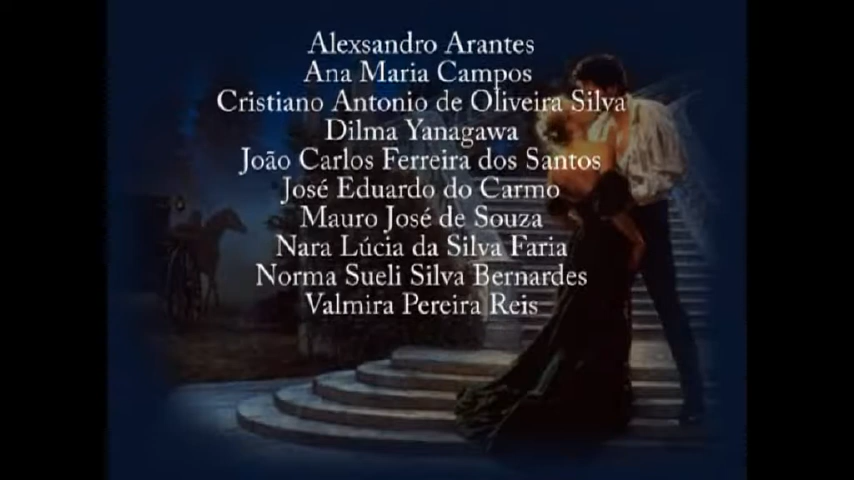 Alexsandro Arantes
Ana Maria Campos
Cristiano Antonio de Oliveira Silva
Dilma Yanagawa
João Carlos Ferreira dos Santos
José Eduardo do Carmo
Mauro José de Souza
Nara Lúcia da Silva Faria
Norma Sueli Silva Bernardes
Valmira Pereira Reis